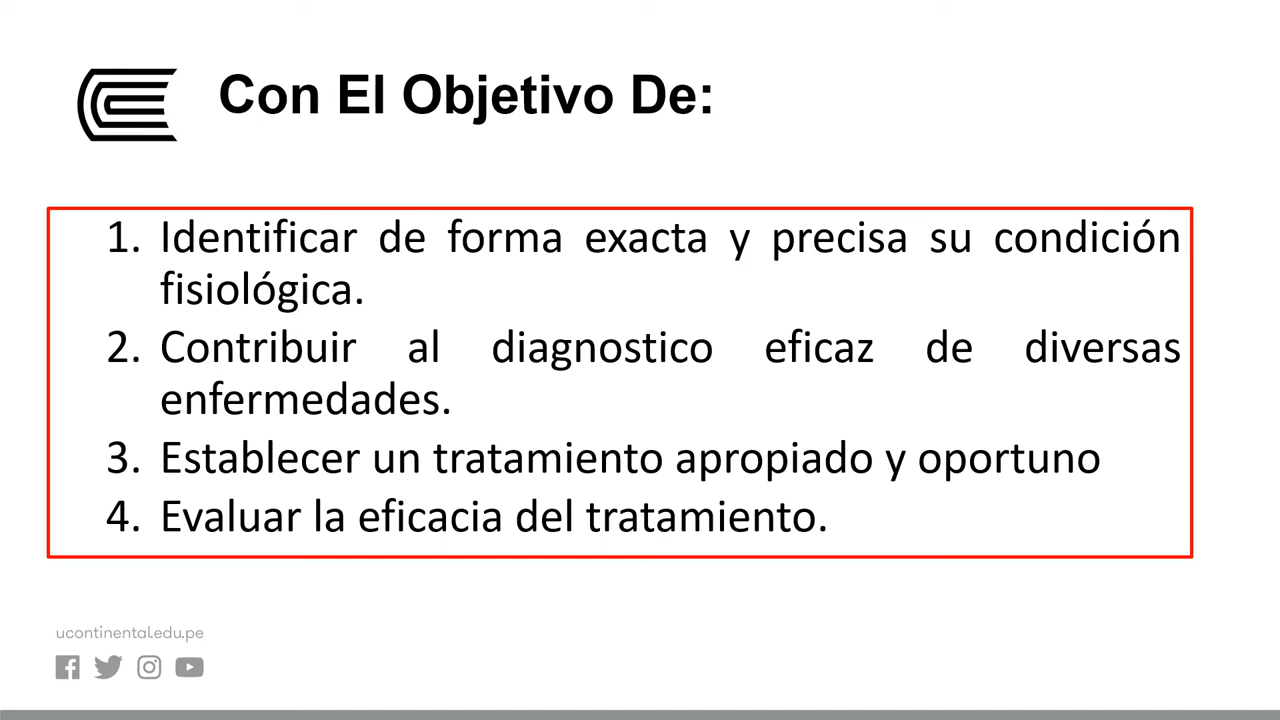 Con El Objetivo De:
1. Identificar de forma exacta y precisa su condición
fisiológica.
2. Contribuir al diagnostico eficaz de diversas
enfermedades.
3. Establecer un tratamiento apropiado y oportuno
4. Evaluar la eficacia del tratamiento.
ucontinental.edu.pe